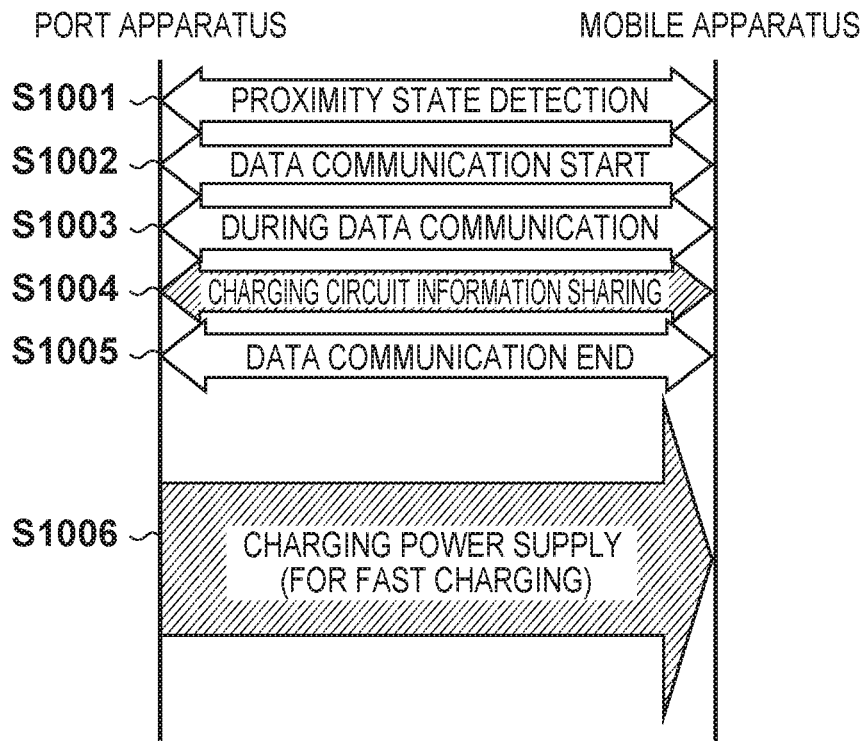 PORT APPARATUS MOBILE APPARATUS
S1001 PROXIMITY STATE DETECTION
S1002 DATA COMMUNICATION START
S1003 DURING DATA COMMUNICATION
S1004 CHARGING CIRCUIT INFORMATION SHARING
S1005 DATA COMMUNICATION END
S1006 CHARGING POWER SUPPLY
(FOR FAST CHARGING)